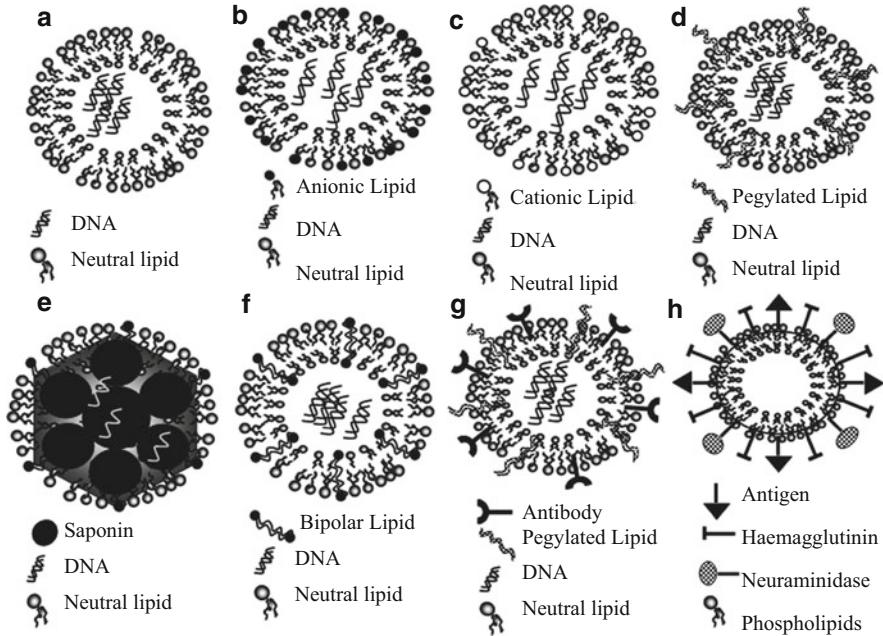 a
DNA
Neutral lipid
b
Anionic Lipid
DNA
Neutral lipid
c
Cationic Lipid
DNA
Neutral lipid
d
Pegylated Lipid
DNA
Neutral lipid
e
Saponin
DNA
Neutral lipid
f
Bipolar Lipid
DNA
Neutral lipid
g
Antibody
Pegylated Lipid
DNA
Neutral lipid
h
Antigen
Haemagglutinin
Neuraminidase
Phospholipids